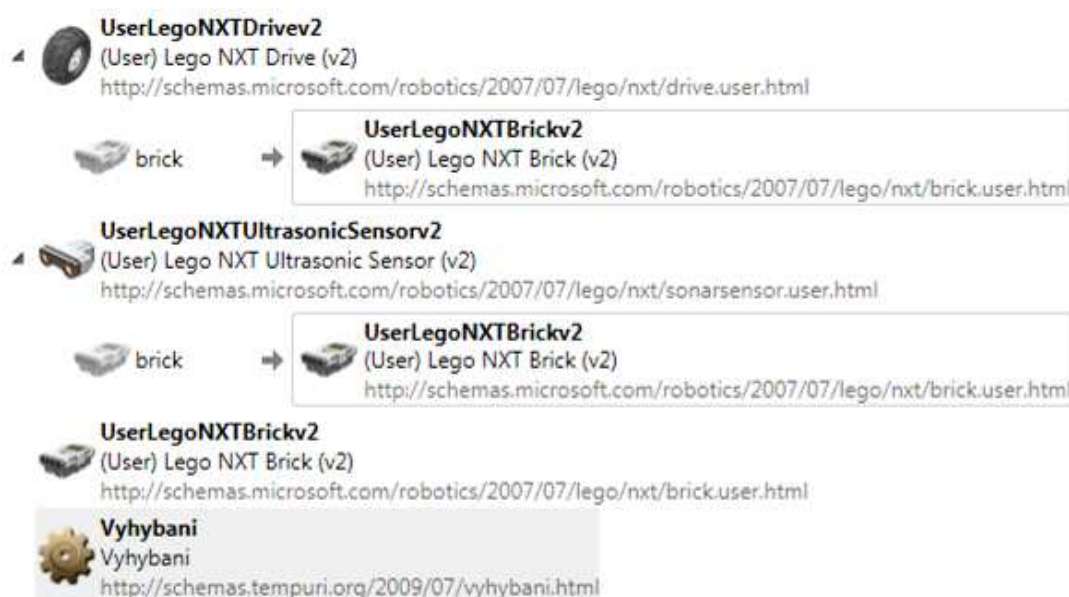 UserLegoNXTDrivev2
(User) Lego NXT Drive (v2)
http://schemas.microsoft.com/robotics/2007/07/lego/nxt/drive.user.html
UserLegoNXTBrickv2
brick
(User) Lego NXT Brick (v2)
http://schemas.microsoft.com/robotics/2007/07/lego/nxt/brick.user.html
UserLegoNXTUltrasonicSensorv2
(User) Lego NXT Ultrasonic Sensor (v2)
http://schemas.microsoft.com/robotics/2007/07/lego/nxt/sonarsensor.user.html
UserLegoNXTBrickv2
brick
(User) Lego NXT Brick (v2)
http://schemas.microsoft.com/robotics/2007/07/lego/nxt/brick.user.html
UserLegoNXTBrickv2
(User) Lego NXT Brick (v2)
http://schemas.microsoft.com/robotics/2007/07/lego/nxt/brick.user.html
Vyhybani
Vyhybani
http://schemas.tempuri.org/2009/07/vyhybani.html